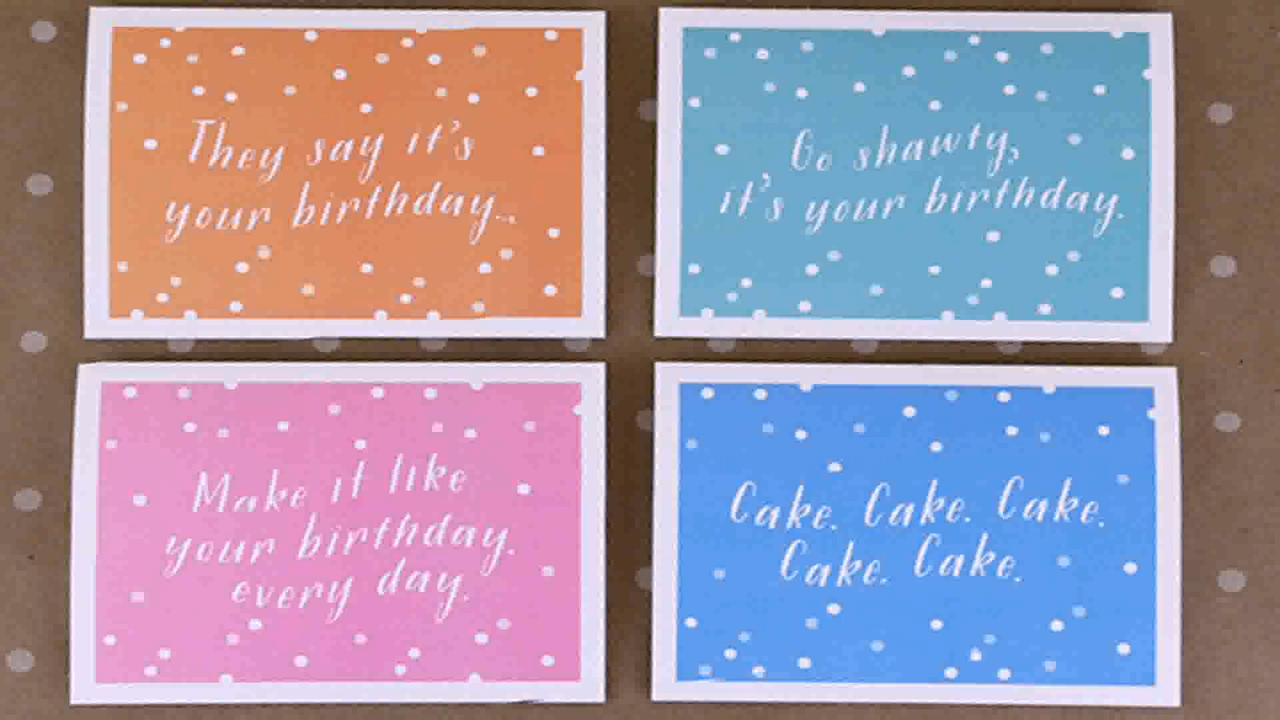 They say it's
your birthday...
Go shawty,
it's your birthday.
Make it like
your birthday.
every day.
Cake. Cake. Cake.
Cake. Cake.